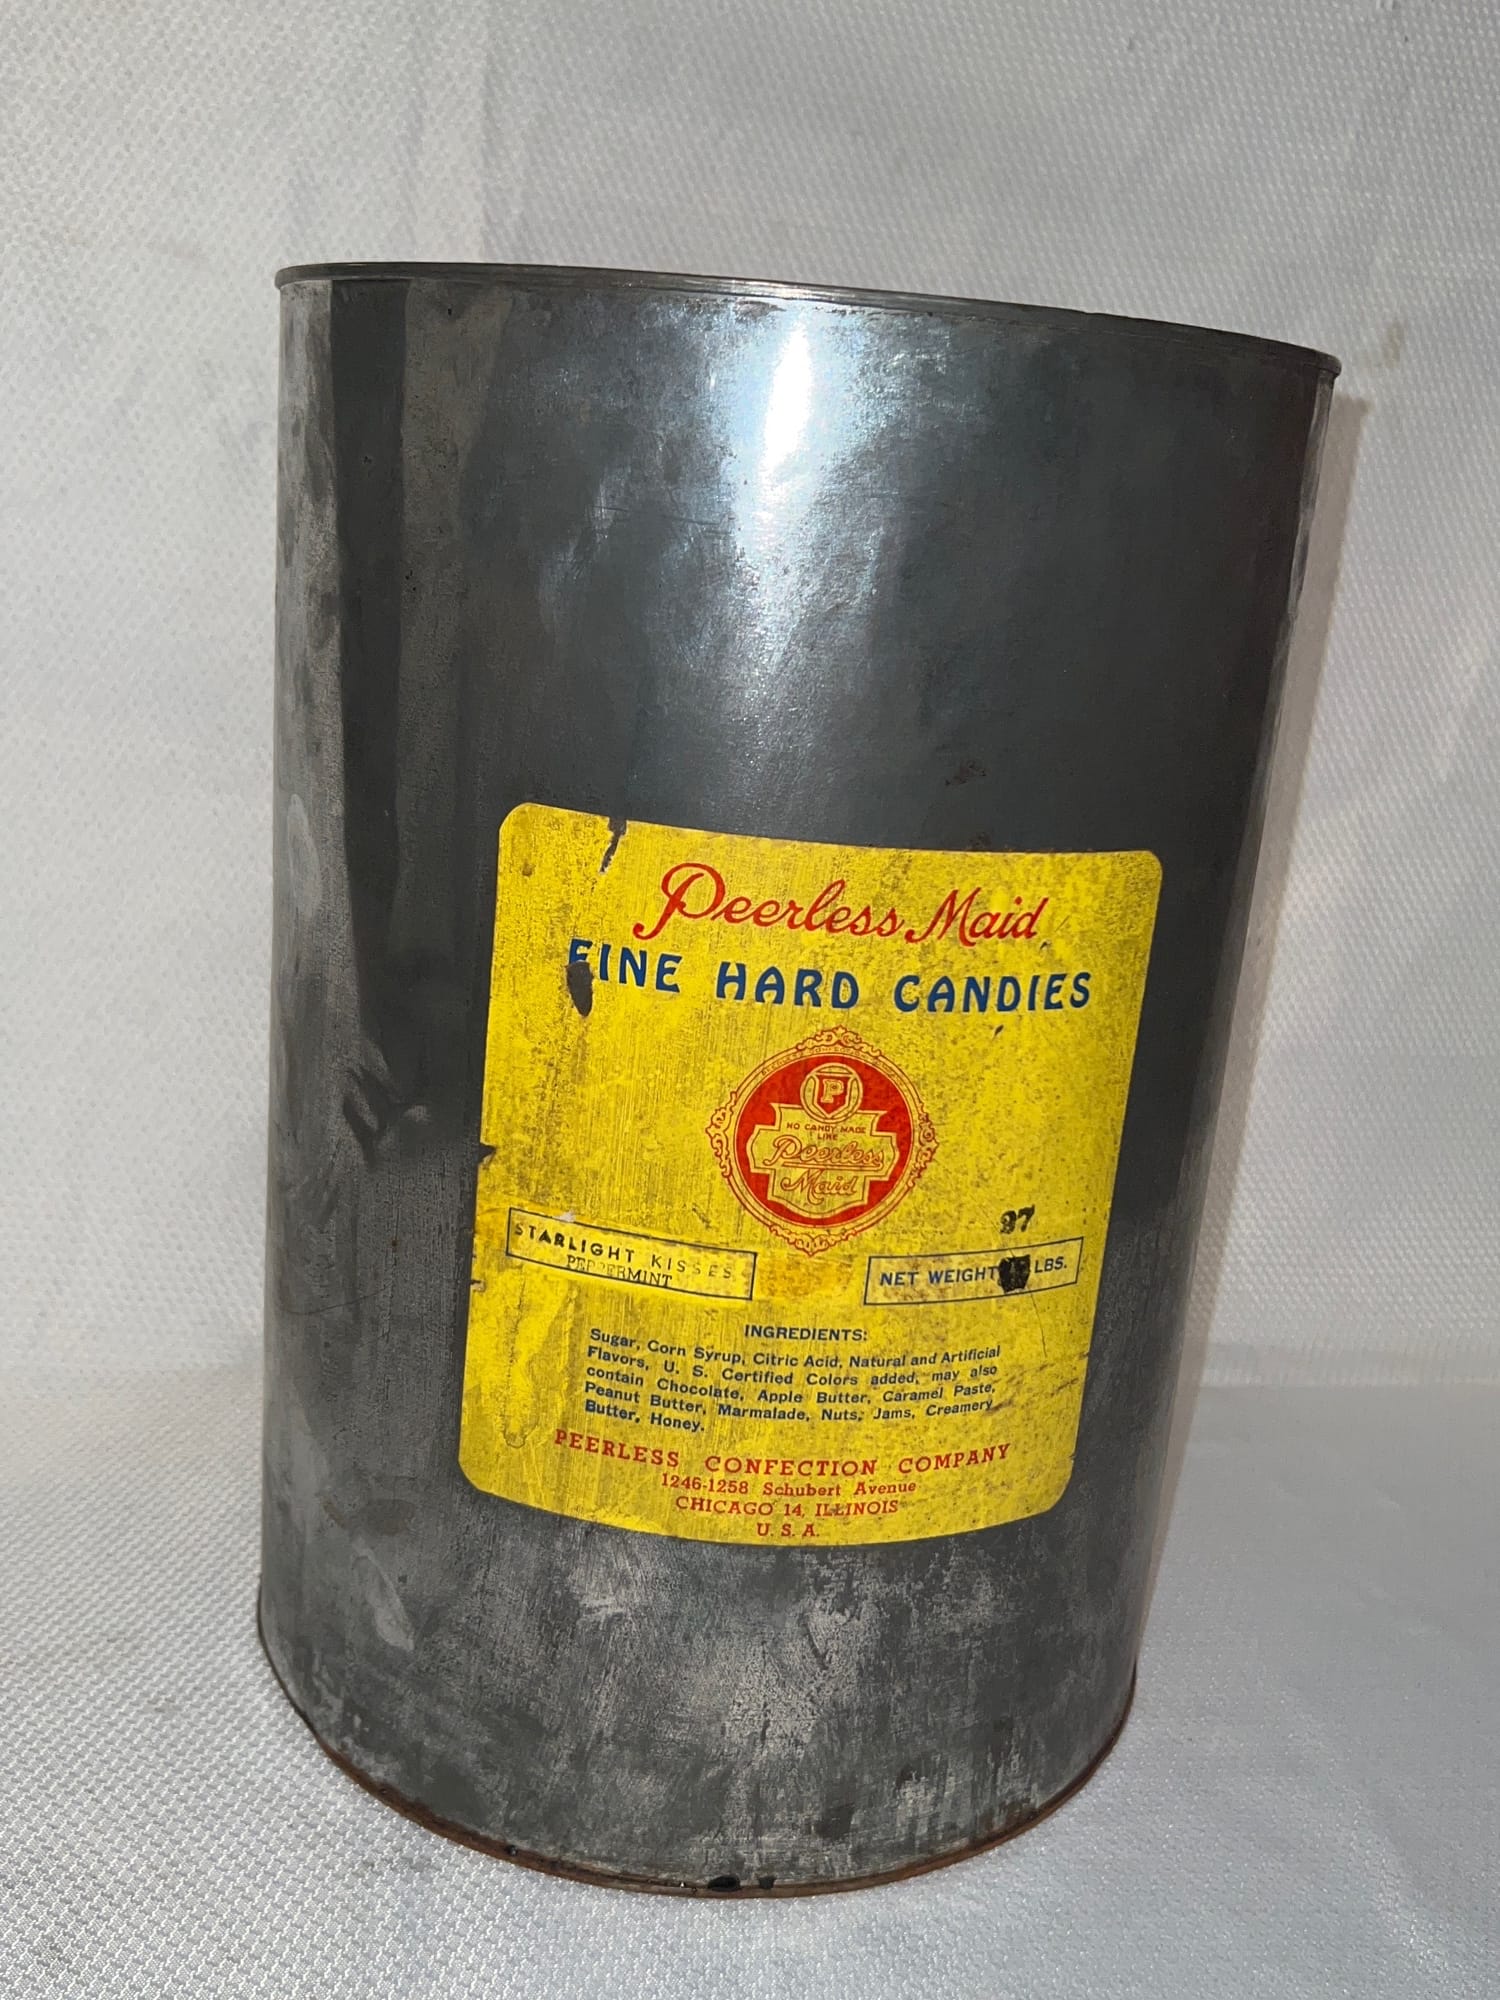 Peerless Maid
FINE HARD CANDIES
P
NO CANDY MADE
LIKE
Peerless
Maid
STARLIGHT KISSES
PEPPERMINT
NET WEIGHT LBS.
INGREDIENTS:
Sugar, Corn Syrup, Citric Acid, Natural and Artificial
Flavors, U. S. Certified Colors added, may also
contain Chocolate, Apple Butter, Caramel Paste,
Peanut Butter, Marmalade, Nuts, Jams, Creamery
Butter, Honey.
PEERLESS CONFECTION COMPANY
1246-1258 Schubert Avenue
CHICAGO 14, ILLINOIS
U. S. A.